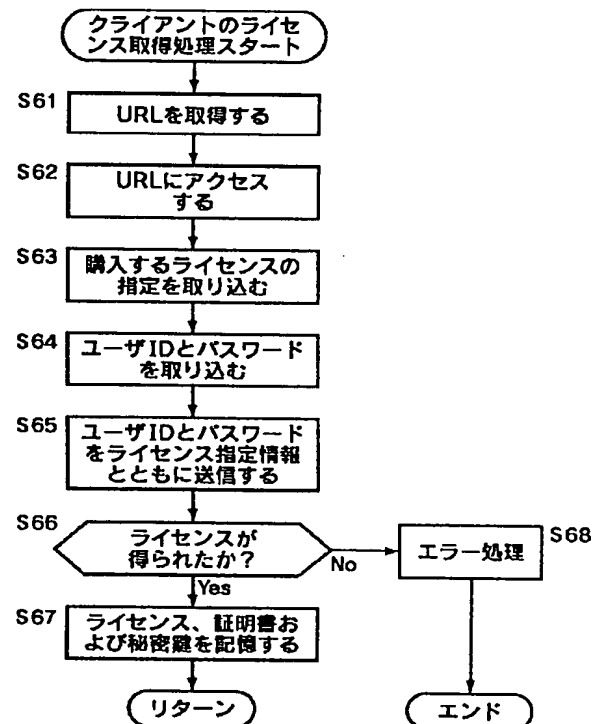 クライアントのライ
センス取得処理スタート
S61
URLを取得する
S62
URLにアクセス
する
S63
購入するライセンスの
指定を取り込む
S64
ユーザIDとパスワード
を取り込む
S65
ユーザIDとパスワード
をライセンス指定情報
とともに送信する
S66
ライセンスが
得られたか？
No
エラー処理
S68
Yes
S67
ライセンス、証明書お
よび秘密鍵を記憶する
リターン
エンド